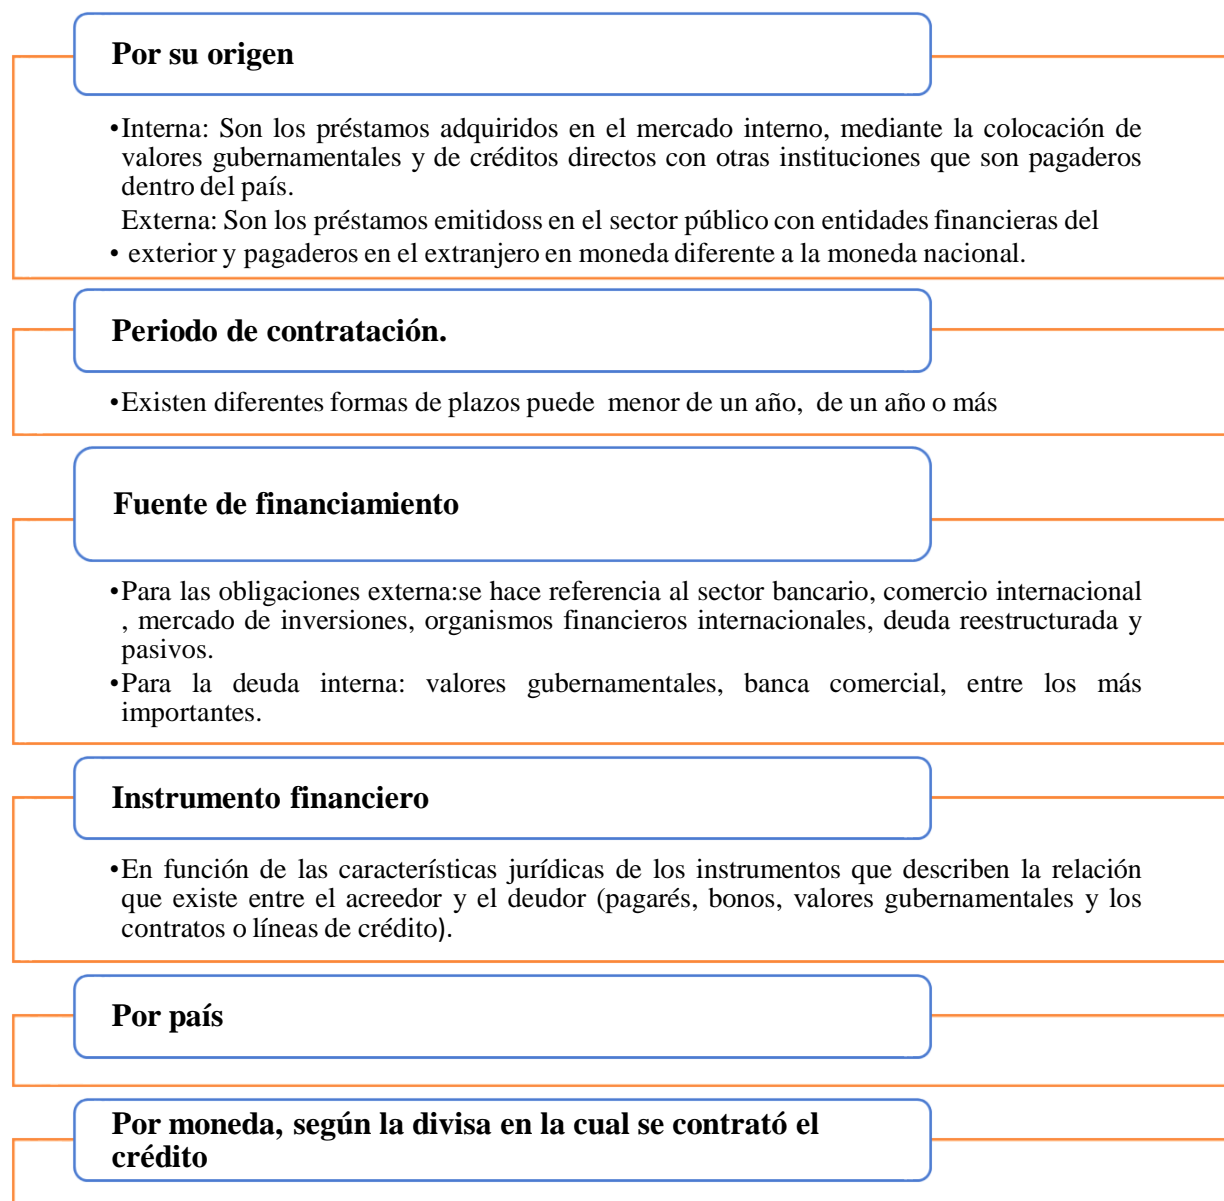 Por su origen
•Interna: Son los préstamos adquiridos en el mercado interno, mediante la colocación de
valores gubernamentales y de créditos directos con otras instituciones que son pagaderos
dentro del país.
Externa: Son los préstamos emitidoss en el sector público con entidades financieras del
• exterior y pagaderos en el extranjero en moneda diferente a la moneda nacional.
Periodo de contratación.
•Existen diferentes formas de plazos puede menor de un año, de un año o más
Fuente de financiamiento
•Para las obligaciones externa:se hace referencia al sector bancario, comercio internacional
, mercado de inversiones, organismos financieros internacionales, deuda reestructurada y
pasivos.
•Para la deuda interna: valores gubernamentales, banca comercial, entre los más
importantes.
Instrumento financiero
•En función de las características jurídicas de los instrumentos que describen la relación
que existe entre el acreedor y el deudor (pagarés, bonos, valores gubernamentales y los
contratos o líneas de crédito).
Por país
Por moneda, según la divisa en la cual se contrató el
crédito